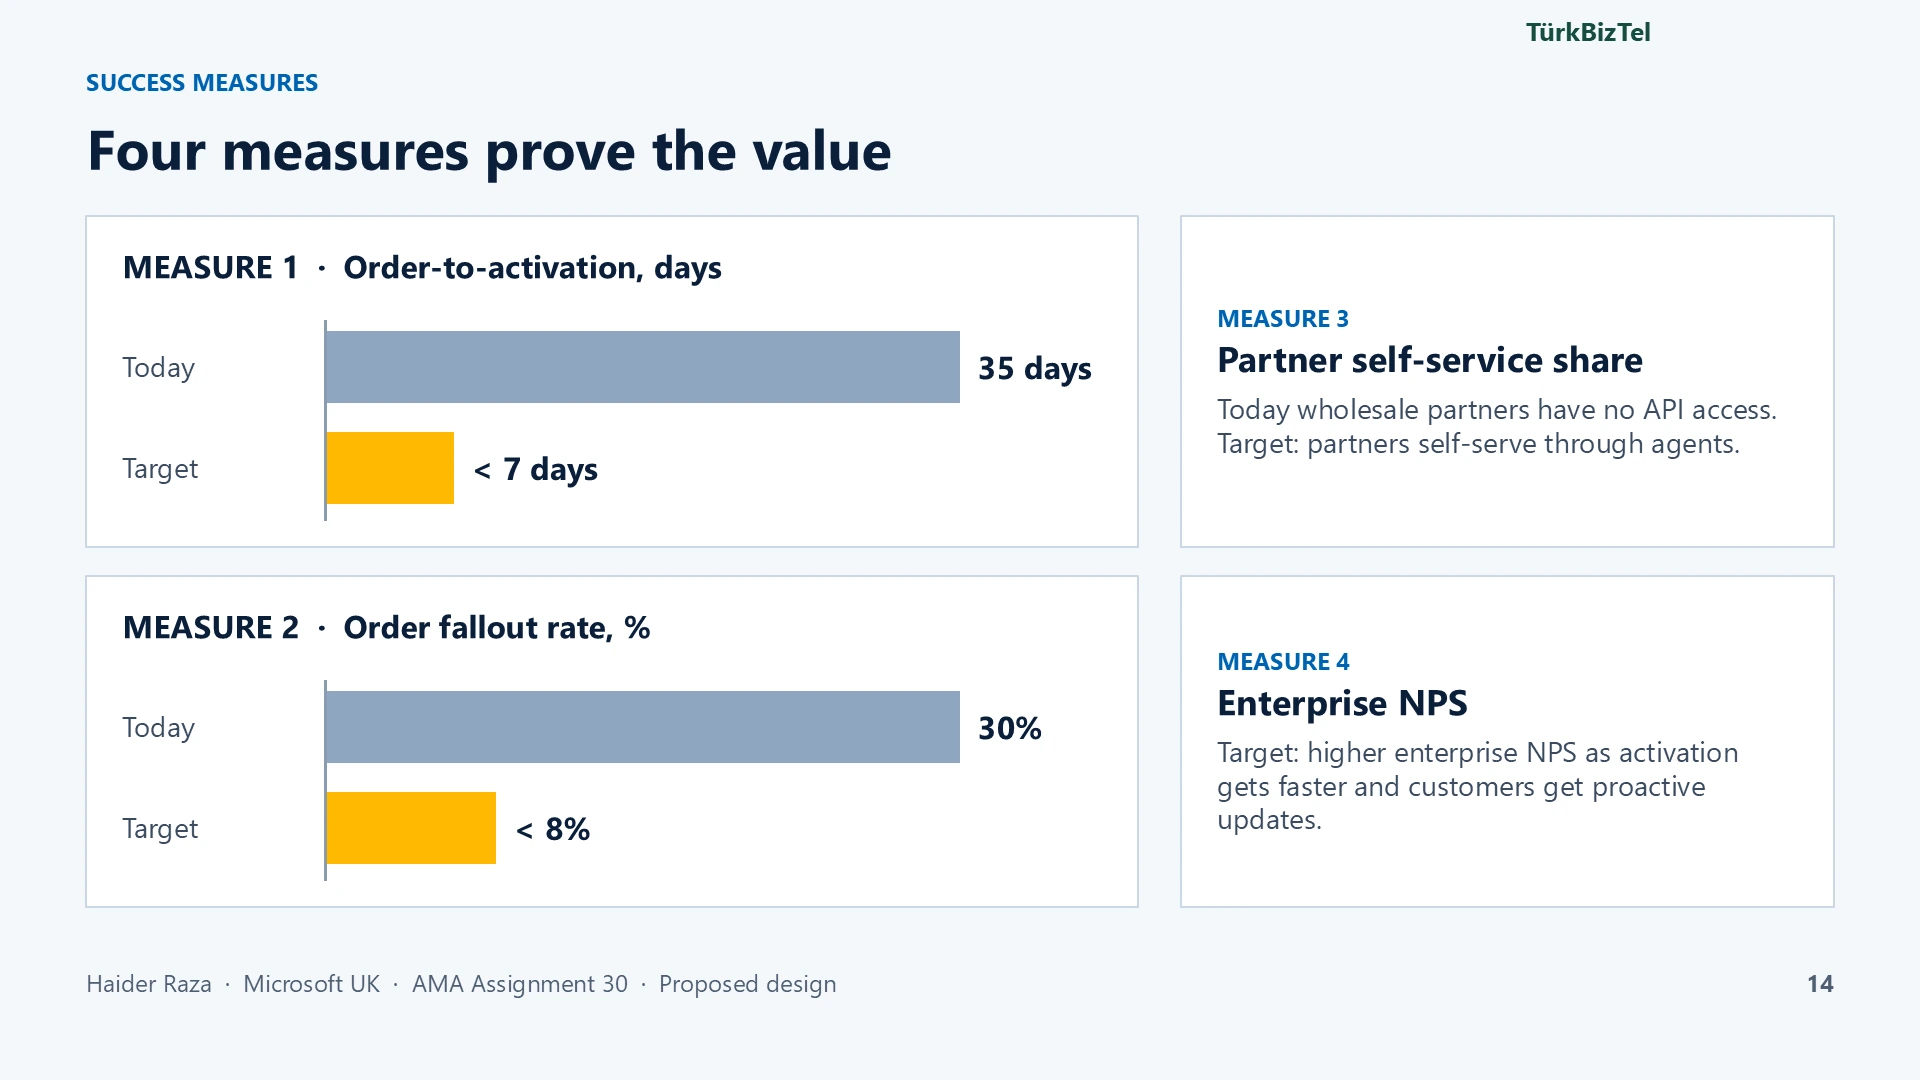 TürkBizTel
SUCCESS MEASURES
Four measures prove the value
MEASURE 1 · Order-to-activation, days
Today
35 days
Target
< 7 days
MEASURE 2 · Order fallout rate, %
Today
30%
Target
< 8%
MEASURE 3
Partner self-service share
Today wholesale partners have no API access.
Target: partners self-serve through agents.
MEASURE 4
Enterprise NPS
Target: higher enterprise NPS as activation
gets faster and customers get proactive
updates.
Haider Raza · Microsoft UK · AMA Assignment 30 · Proposed design
14